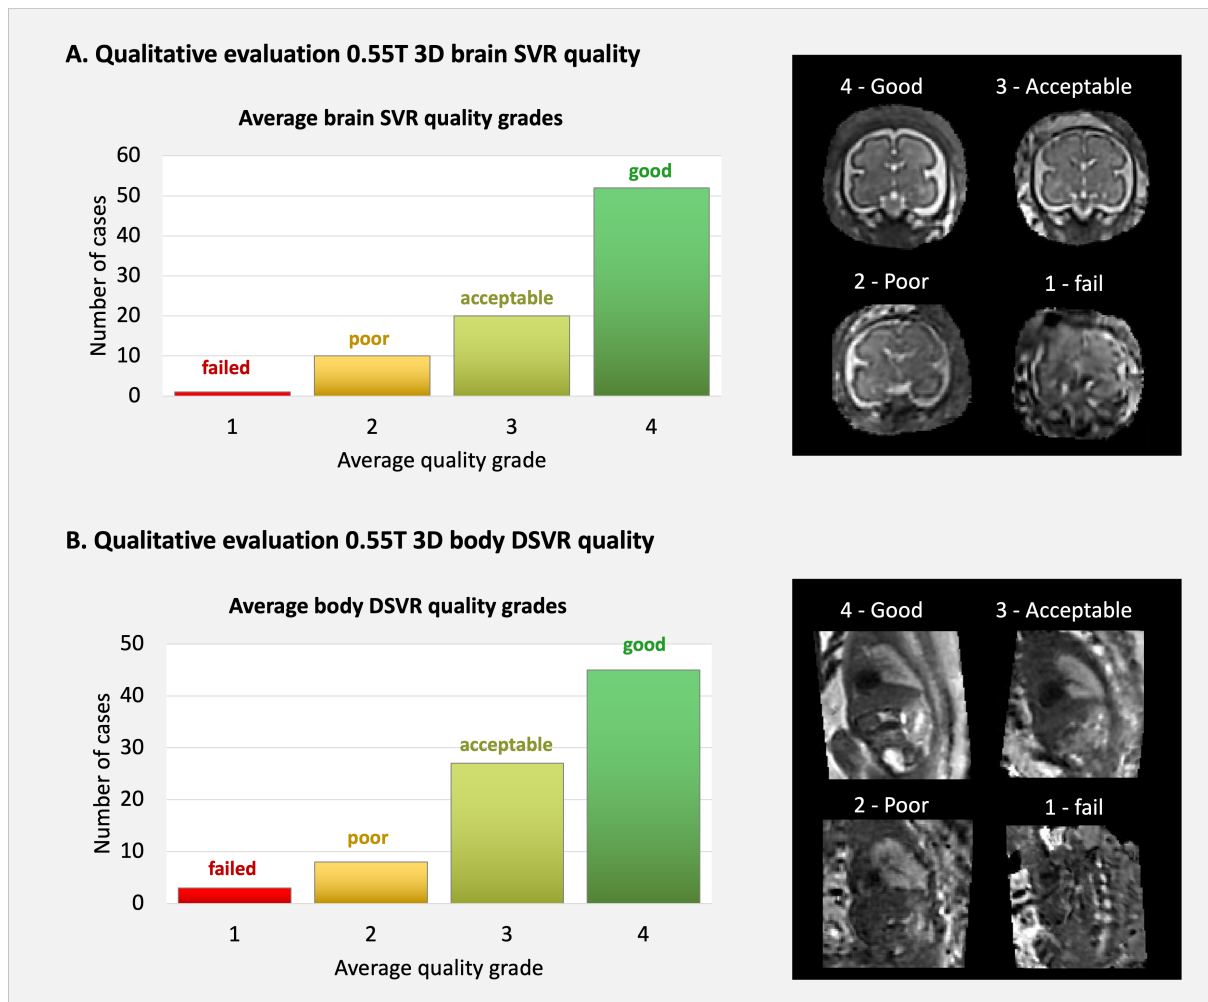 A. Qualitative evaluation 0.55T 3D brain SVR quality
Average brain SVR quality grades
60
50
40
30
20
10
0
Number of cases
failed
poor
acceptable
good
1 2 3 4
Average quality grade
4 - Good 3 - Acceptable
2 - Poor 1 - fail
B. Qualitative evaluation 0.55T 3D body DSVR quality
Average body DSVR quality grades
50
40
30
20
10
0
Number of cases
failed
poor
acceptable
good
1 2 3 4
Average quality grade
4 - Good 3 - Acceptable
2 - Poor 1 - fail